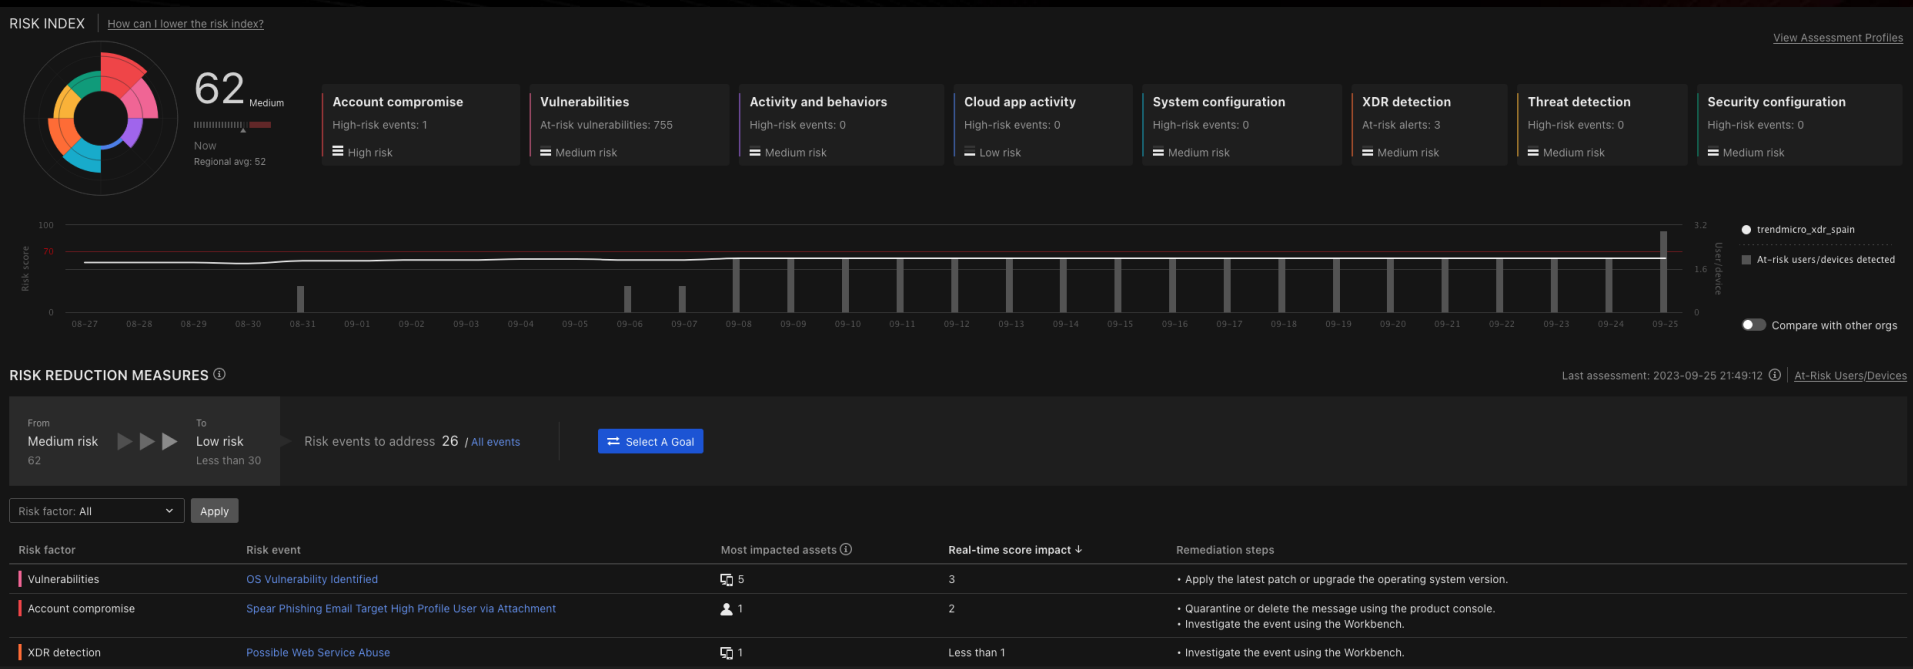 RISK INDEX
How can I lower the risk index?
View Assessment Profiles
62 Medium
Now
Regional avg: 52
Account compromise
High-risk events: 1
High risk
Vulnerabilities
At-risk vulnerabilities: 755
Medium risk
Activity and behaviors
High-risk events: 0
Medium risk
Cloud app activity
High-risk events: 0
Low risk
System configuration
High-risk events: 0
Medium risk
XDR detection
At-risk alerts: 3
Medium risk
Threat detection
High-risk events: 0
Medium risk
Security configuration
High-risk events: 0
Medium risk
Risk score
100
70
0
08-27 08-28 08-29 08-30 08-31 09-01 09-02 09-03 09-04 09-05 09-06 09-07 09-08 09-09 09-10 09-11 09-12 09-13 09-14 09-15 09-16 09-17 09-18 09-19 09-20 09-21 09-22 09-23 09-24 09-25
3.2
1.6
0
User/device
trendmicro_xdr_spain
At-risk users/devices detected
Compare with other orgs
RISK REDUCTION MEASURES
Last assessment: 2023-09-25 21:49:12
At-Risk Users/Devices
From
Medium risk
62
To
Low risk
Less than 30
Risk events to address 26 / All events
Select A Goal
Risk factor: All
Apply
Risk factor Risk event Most impacted assets Real-time score impact ↓ Remediation steps
Vulnerabilities OS Vulnerability Identified 5 3 • Apply the latest patch or upgrade the operating system version.
Account compromise Spear Phishing Email Target High Profile User via Attachment 1 2 • Quarantine or delete the message using the product console.
• Investigate the event using the Workbench.
XDR detection Possible Web Service Abuse 1 Less than 1 • Investigate the event using the Workbench.